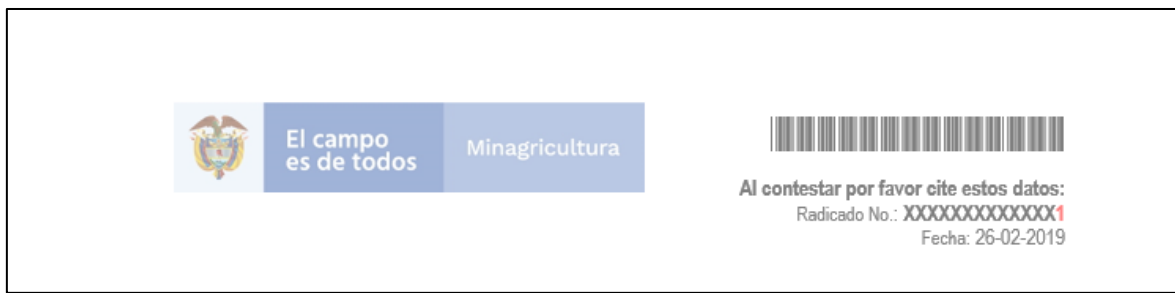 El campo
es de todos
Minagricultura
Al contestar por favor cite estos datos:
Radicado No.: XXXXXXXXXXXXX1
Fecha: 26-02-2019